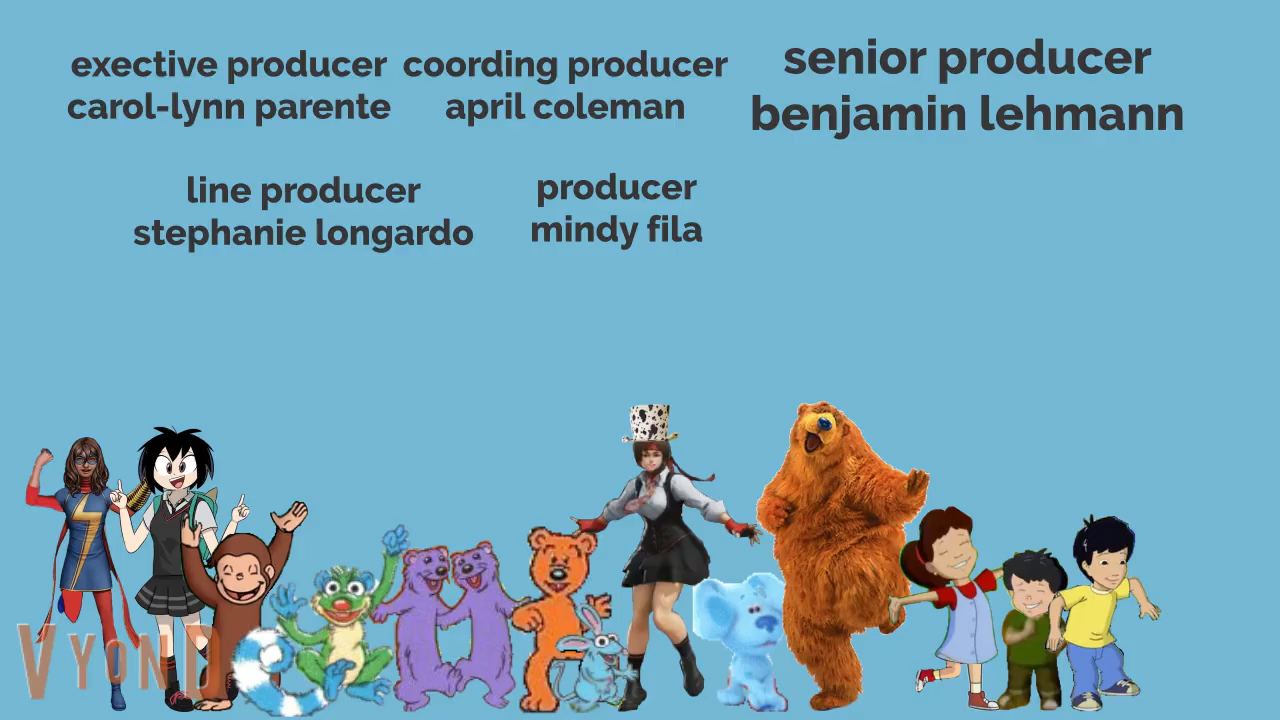 exective producer
carol-lynn parente
coording producer
april coleman
senior producer
benjamin lehmann
line producer
stephanie longardo
producer
mindy fila
VYOND